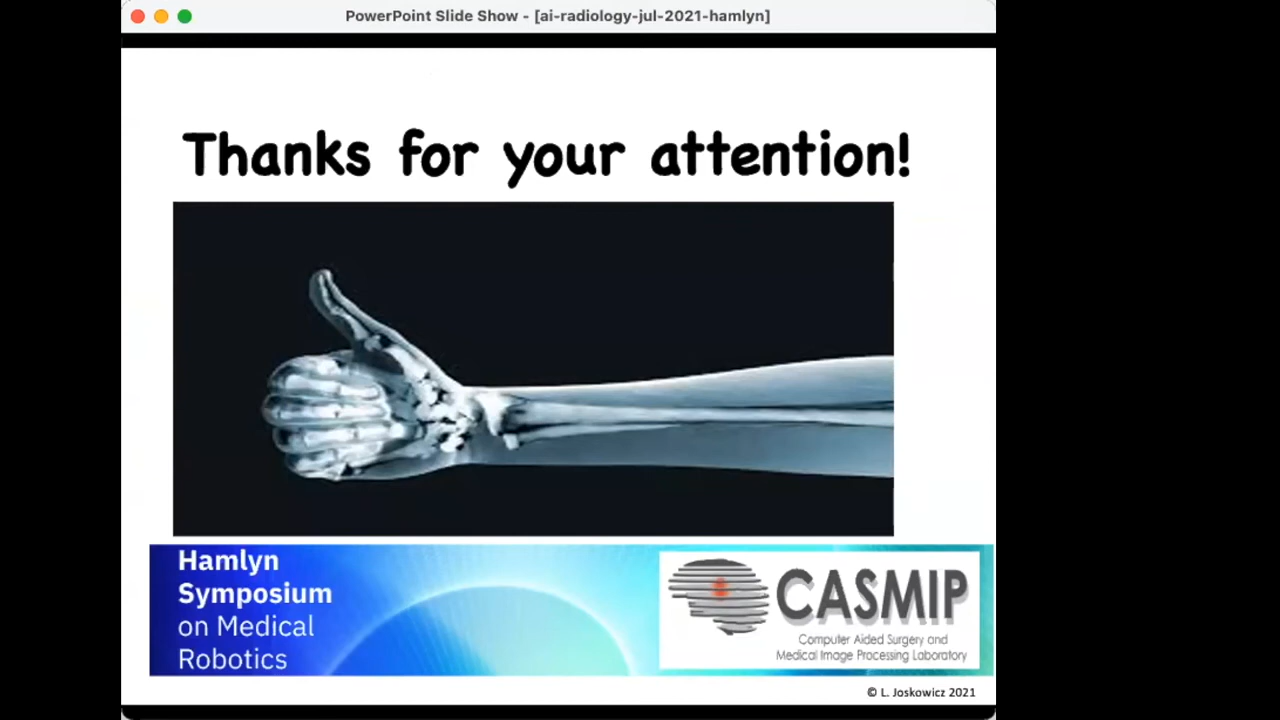 PowerPoint Slide Show - [ai-radiology-jul-2021-hamlyn]
Thanks for your attention!
Hamlyn
Symposium
on Medical
Robotics
CASMIP
Computer Aided Surgery and
Medical Image Processing Laboratory
© L. Joskowicz 2021